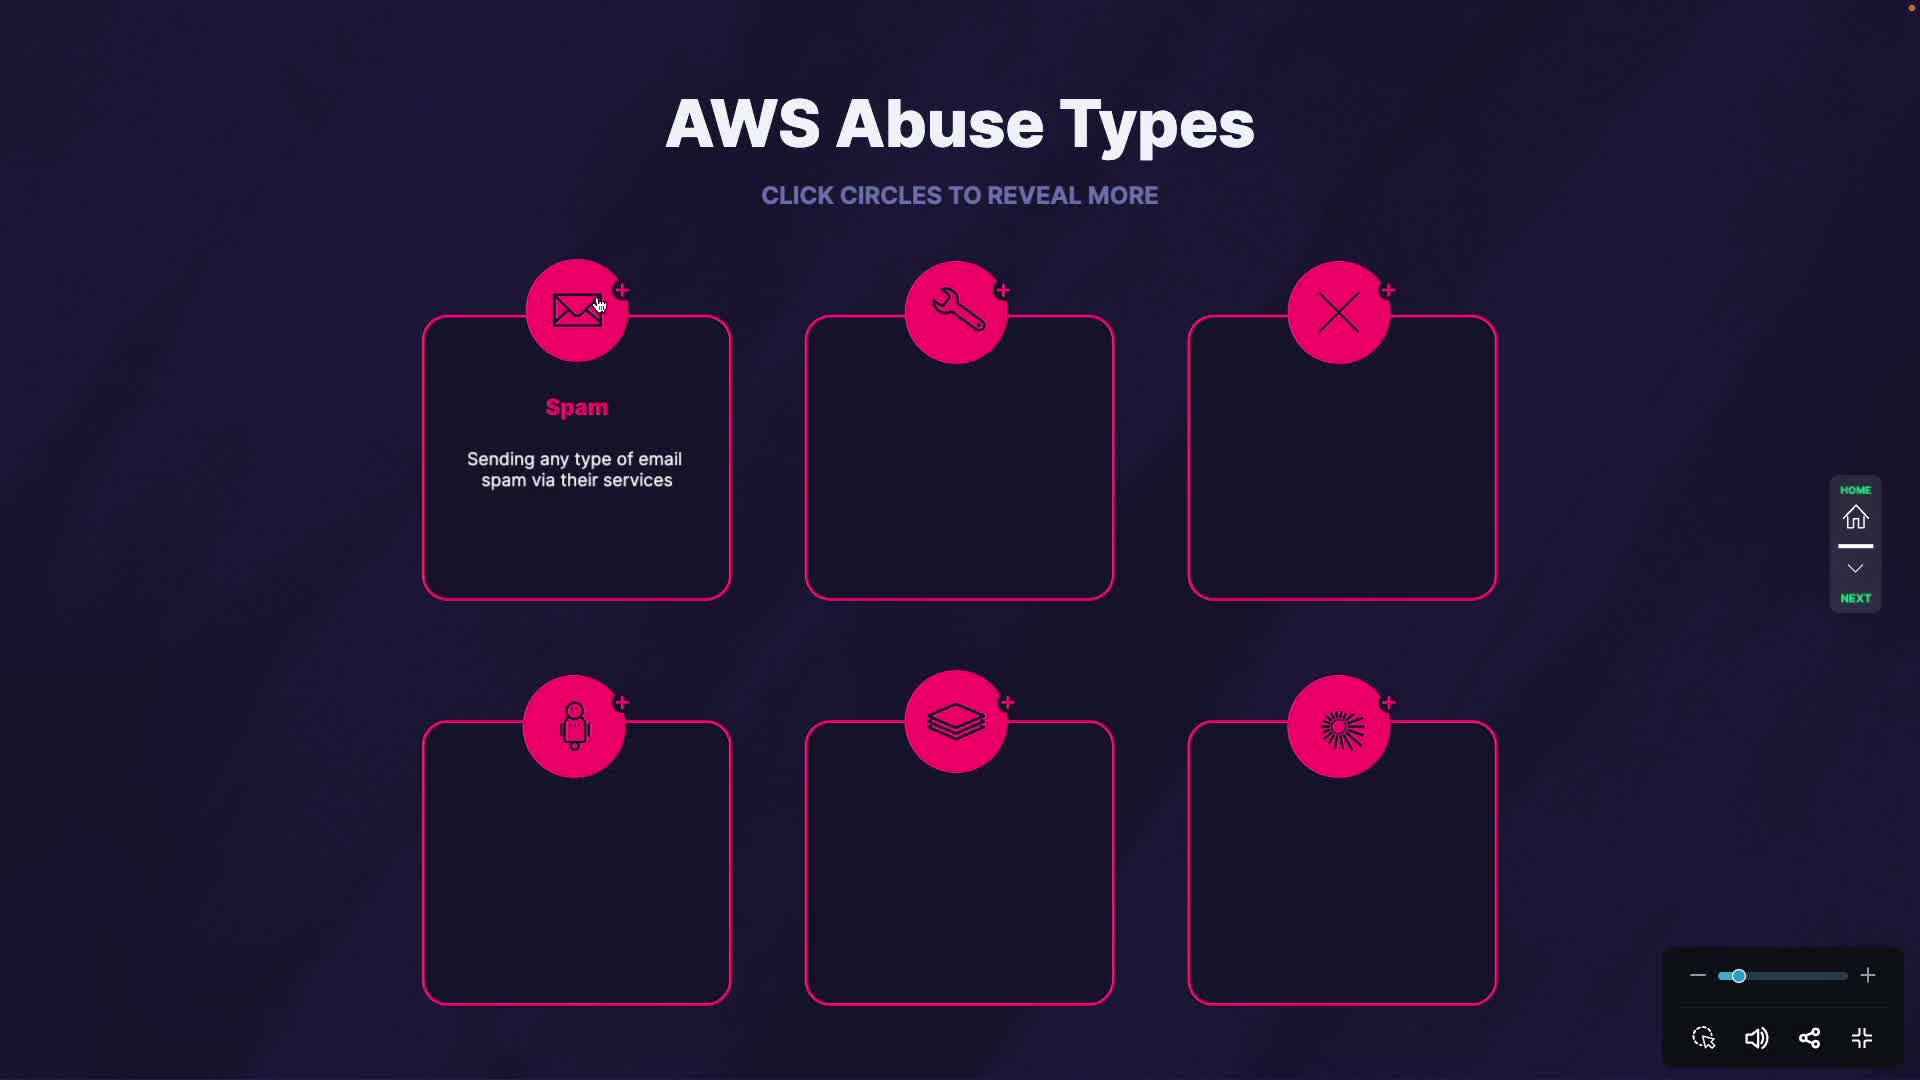 AWS Abuse Types
CLICK CIRCLES TO REVEAL MORE
Spam
Sending any type of email
spam via their services
HOME
NEXT